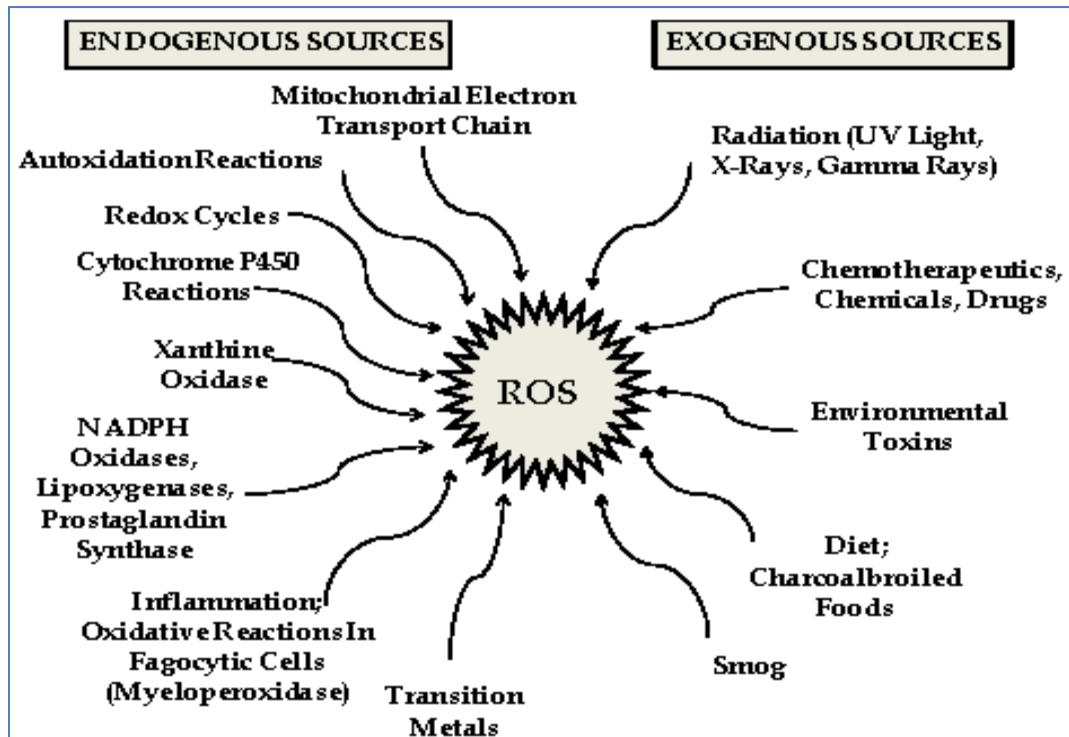 ENDOGENOUS SOURCES
EXOGENOUS SOURCES
Mitochondrial Electron
Transport Chain
Autoxidation Reactions
Redox Cycles
Cytochrome P450
Reactions
Xanthine
Oxidase
NADPH
Oxidases,
Lipoxygenases,
Prostaglandin
Synthase
Inflammation;
Oxidative Reactions In
Fagocytic Cells
(Myeloperoxidase)
Transition
Metals
ROS
Radiation (UV Light,
X-Rays, Gamma Rays)
Chemotherapeutics,
Chemicals, Drugs
Environmental
Toxins
Diet;
Charcoalbroiled
Foods
Smog